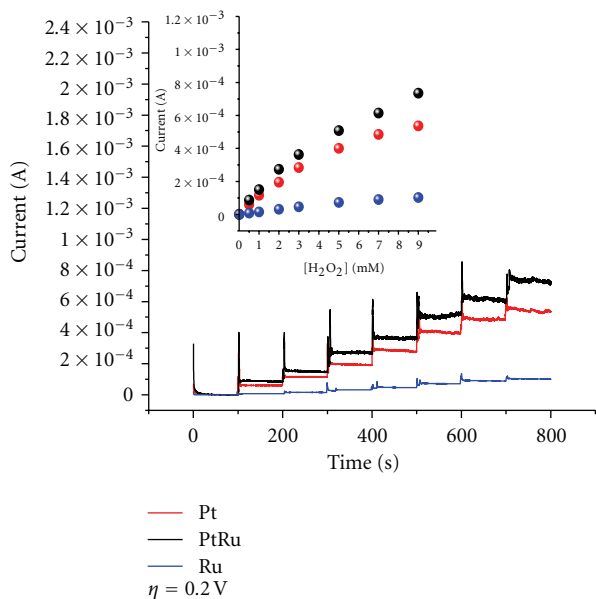 2.4 × 10⁻³
2.2 × 10⁻³
2 × 10⁻³
1.8 × 10⁻³
1.6 × 10⁻³
1.4 × 10⁻³
1.2 × 10⁻³
1 × 10⁻³
8 × 10⁻⁴
6 × 10⁻⁴
4 × 10⁻⁴
2 × 10⁻⁴
0
Current (A)
1.2 × 10⁻³
1 × 10⁻³
8 × 10⁻⁴
6 × 10⁻⁴
4 × 10⁻⁴
2 × 10⁻⁴
0
Current (A)
0 1 2 3 4 5 6 7 8 9
[H₂O₂] (mM)
0 200 400 600 800
Time (s)
Pt
PtRu
Ru
η = 0.2 V